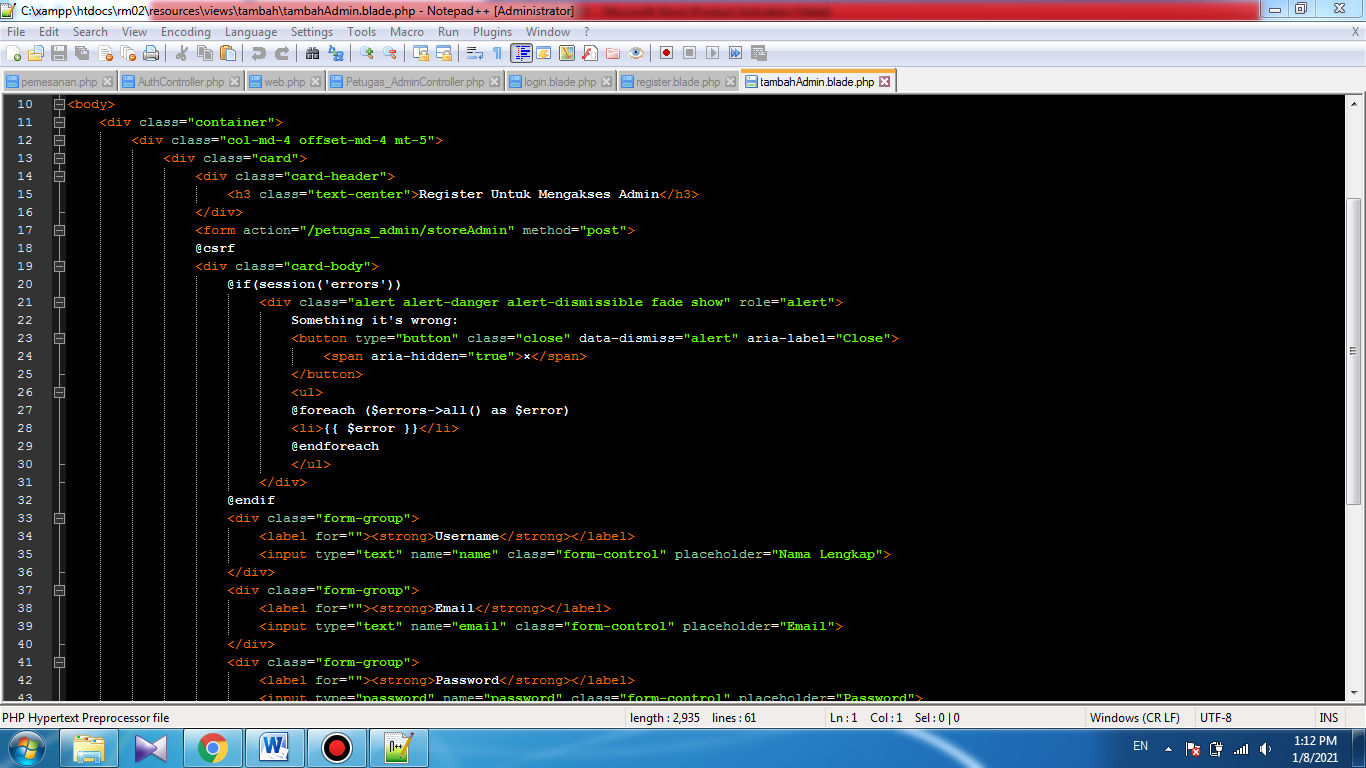 C:\xampp\htdocs\rm02\resources\views\tambah\tambahAdmin.blade.php - Notepad++ [Administrator]
File Edit Search View Encoding Language Settings Tools Macro Run Plugins Window ? X
pemesanan.php AuthController.php web.php Petugas_AdminController.php login.blade.php register.blade.php tambahAdmin.blade.php
10 <body>
11 <div class="container">
12 <div class="col-md-4 offset-md-4 mt-5">
13 <div class="card">
14 <div class="card-header">
15 <h3 class="text-center">Register Untuk Mengakses Admin</h3>
16 </div>
17 <form action="/petugas_admin/storeAdmin" method="post">
18 @csrf
19 <div class="card-body">
20 @if(session('errors'))
21 <div class="alert alert-danger alert-dismissible fade show" role="alert">
22 Something it's wrong:
23 <button type="button" class="close" data-dismiss="alert" aria-label="Close">
24 <span aria-hidden="true">×</span>
25 </button>
26 <ul>
27 @foreach ($errors->all() as $error)
28 <li>{{ $error }}</li>
29 @endforeach
30 </ul>
31 </div>
32 @endif
33 <div class="form-group">
34 <label for=""><strong>Username</strong></label>
35 <input type="text" name="name" class="form-control" placeholder="Nama Lengkap">
36 </div>
37 <div class="form-group">
38 <label for=""><strong>Email</strong></label>
39 <input type="text" name="email" class="form-control" placeholder="Email">
40 </div>
41 <div class="form-group">
42 <label for=""><strong>Password</strong></label>
43 <input type="password" name="password" class="form-control" placeholder="Password">
PHP Hypertext Preprocessor file length : 2,935 lines : 61 Ln : 1 Col : 1 Sel : 0 | 0 Windows (CR LF) UTF-8 INS
EN 1:12 PM
1/8/2021